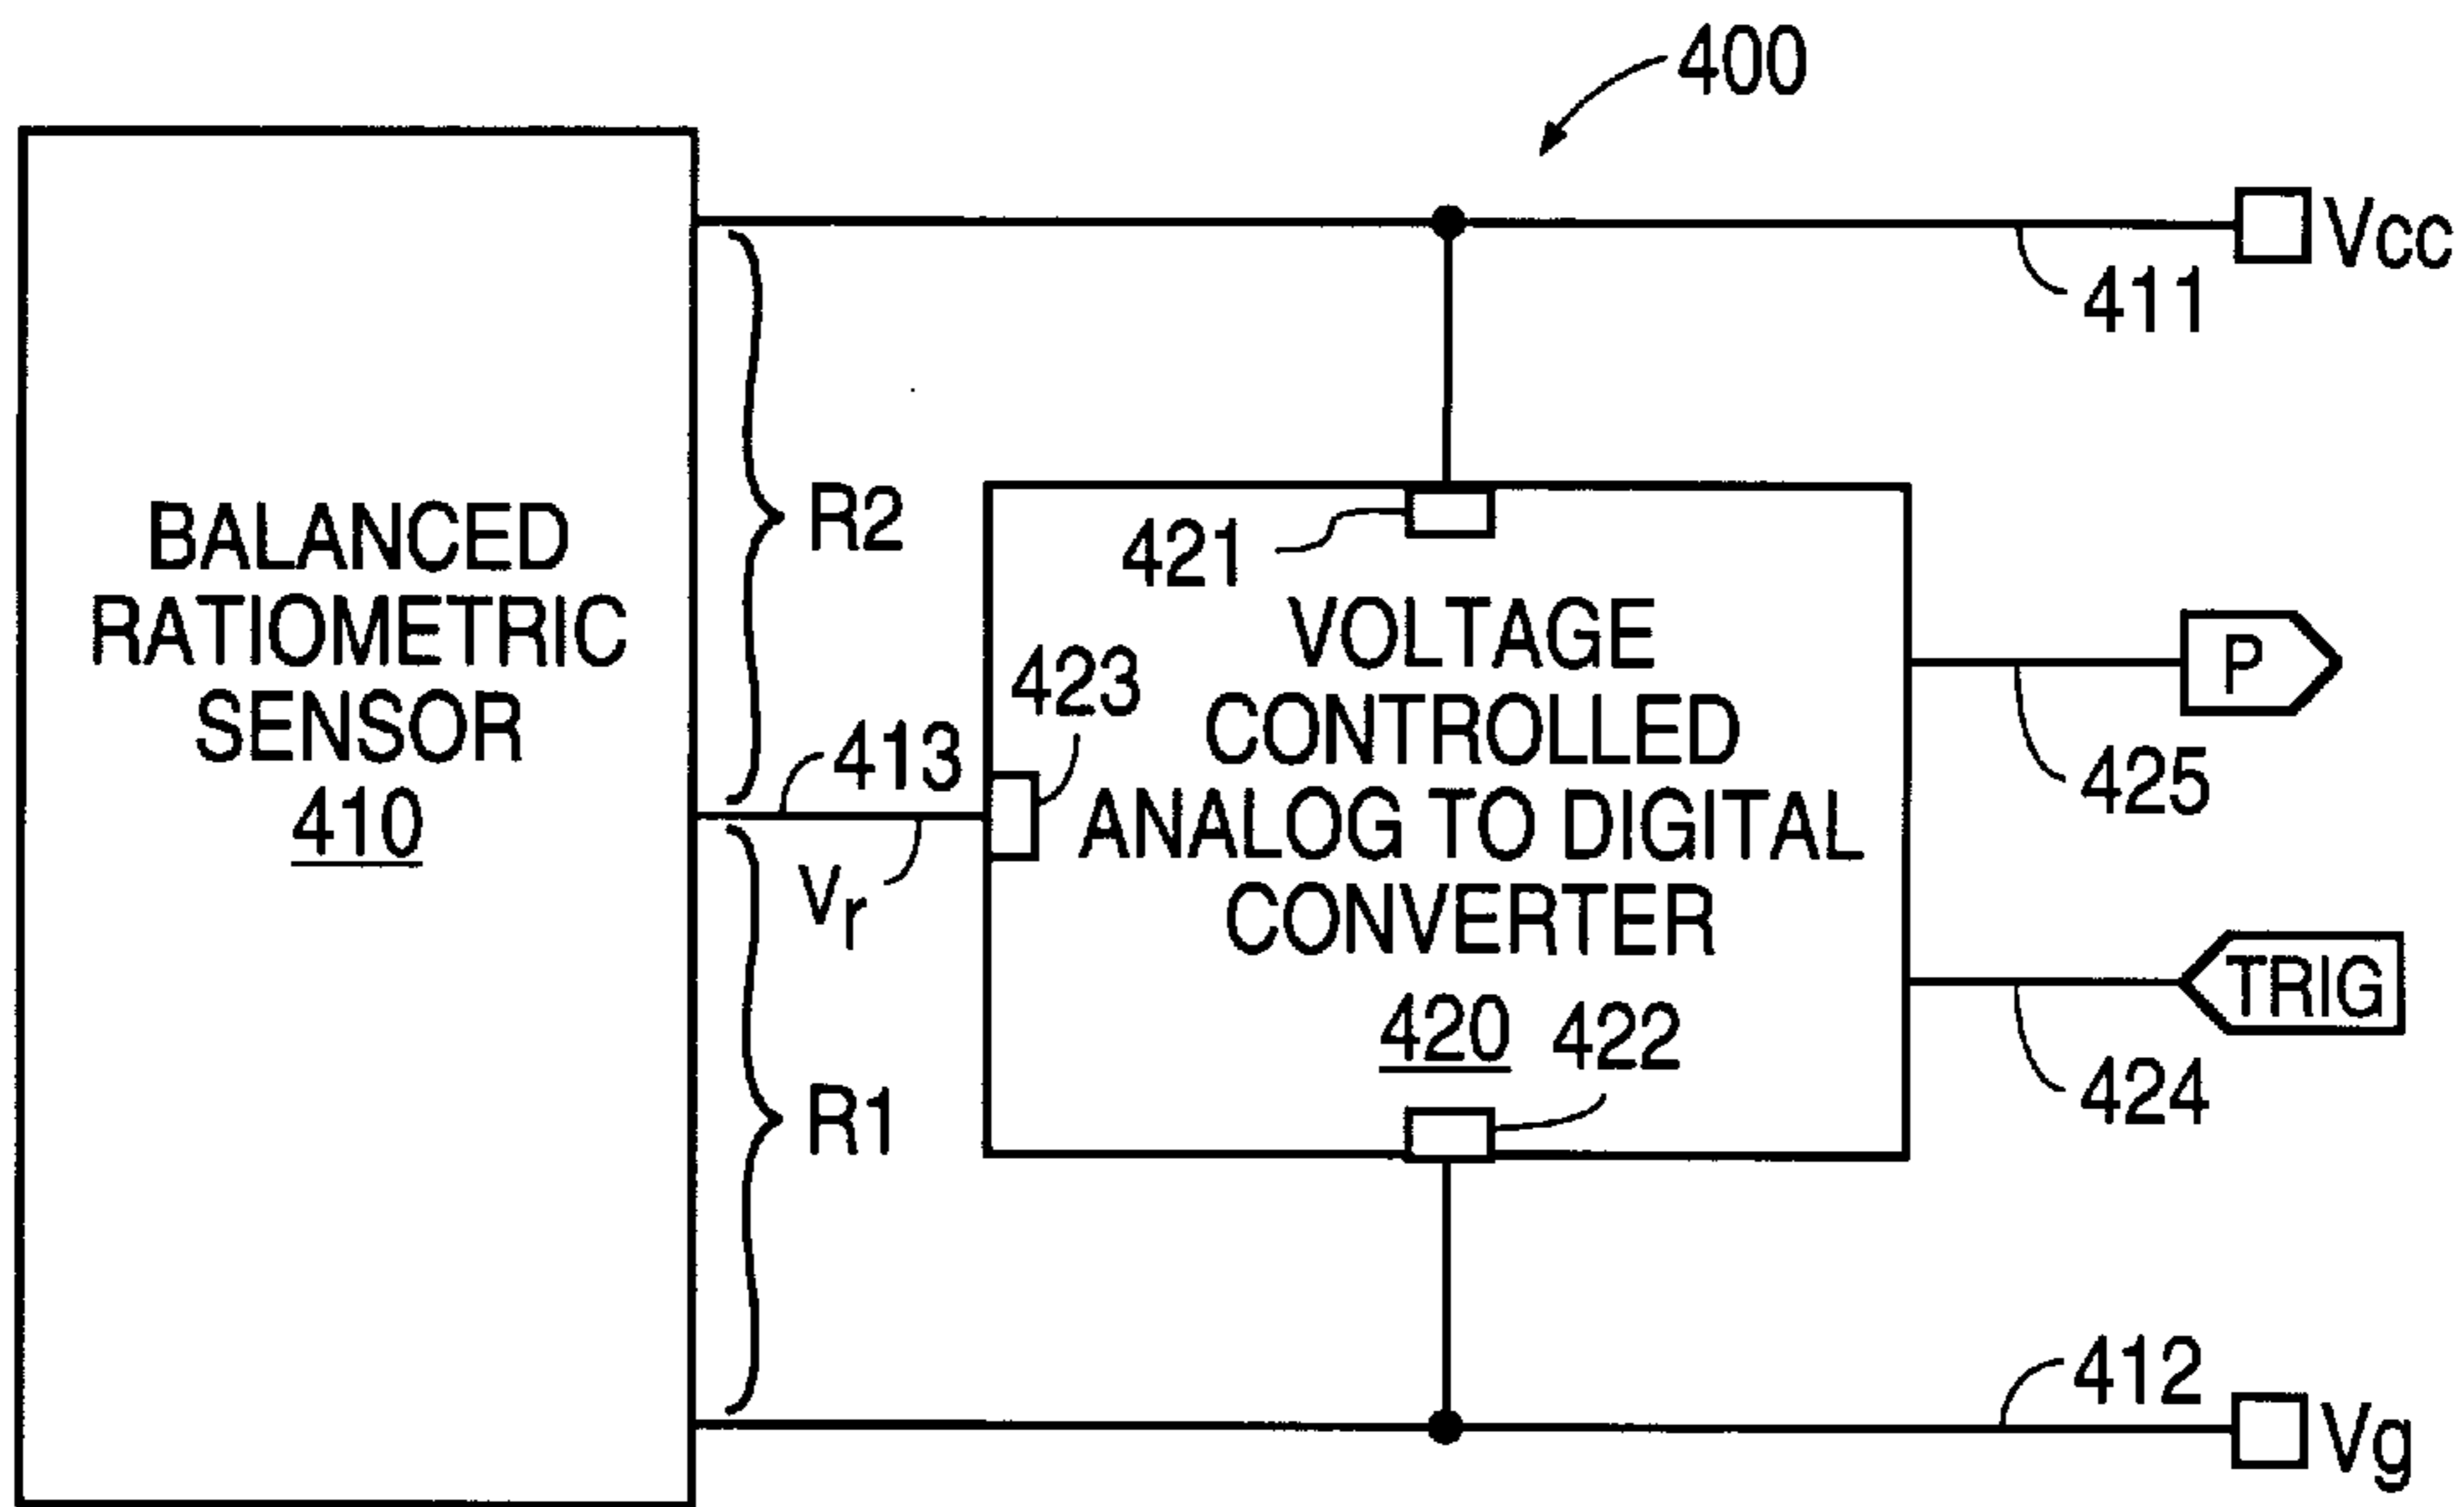 400
Vcc
411
BALANCED
RATIOMETRIC
SENSOR
410
R2
421
VOLTAGE
CONTROLLED
ANALOG TO DIGITAL
CONVERTER
420
423
413
Vr
P
425
TRIG
424
422
R1
412
Vg